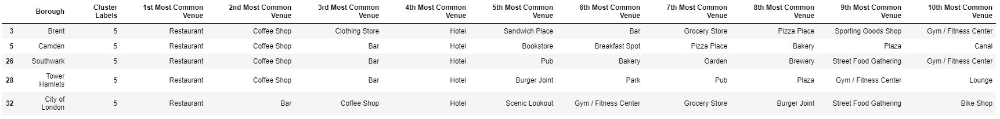 Borough Cluster Labels 1st Most Common Venue 2nd Most Common Venue 3rd Most Common Venue 4th Most Common Venue 5th Most Common Venue 6th Most Common Venue 7th Most Common Venue 8th Most Common Venue 9th Most Common Venue 10th Most Common Venue
3 Brent 5 Restaurant Coffee Shop Clothing Store Hotel Sandwich Place Bar Grocery Store Pizza Place Sporting Goods Shop Gym / Fitness Center
5 Camden 5 Restaurant Coffee Shop Bar Hotel Bookstore Breakfast Spot Pizza Place Bakery Plaza Canal
26 Southwark 5 Restaurant Coffee Shop Bar Hotel Pub Bakery Garden Brewery Street Food Gathering Gym / Fitness Center
28 Tower Hamlets 5 Restaurant Coffee Shop Bar Hotel Burger Joint Park Pub Plaza Gym / Fitness Center Lounge
32 City of London 5 Restaurant Bar Coffee Shop Hotel Scenic Lookout Gym / Fitness Center Grocery Store Burger Joint Street Food Gathering Bike Shop